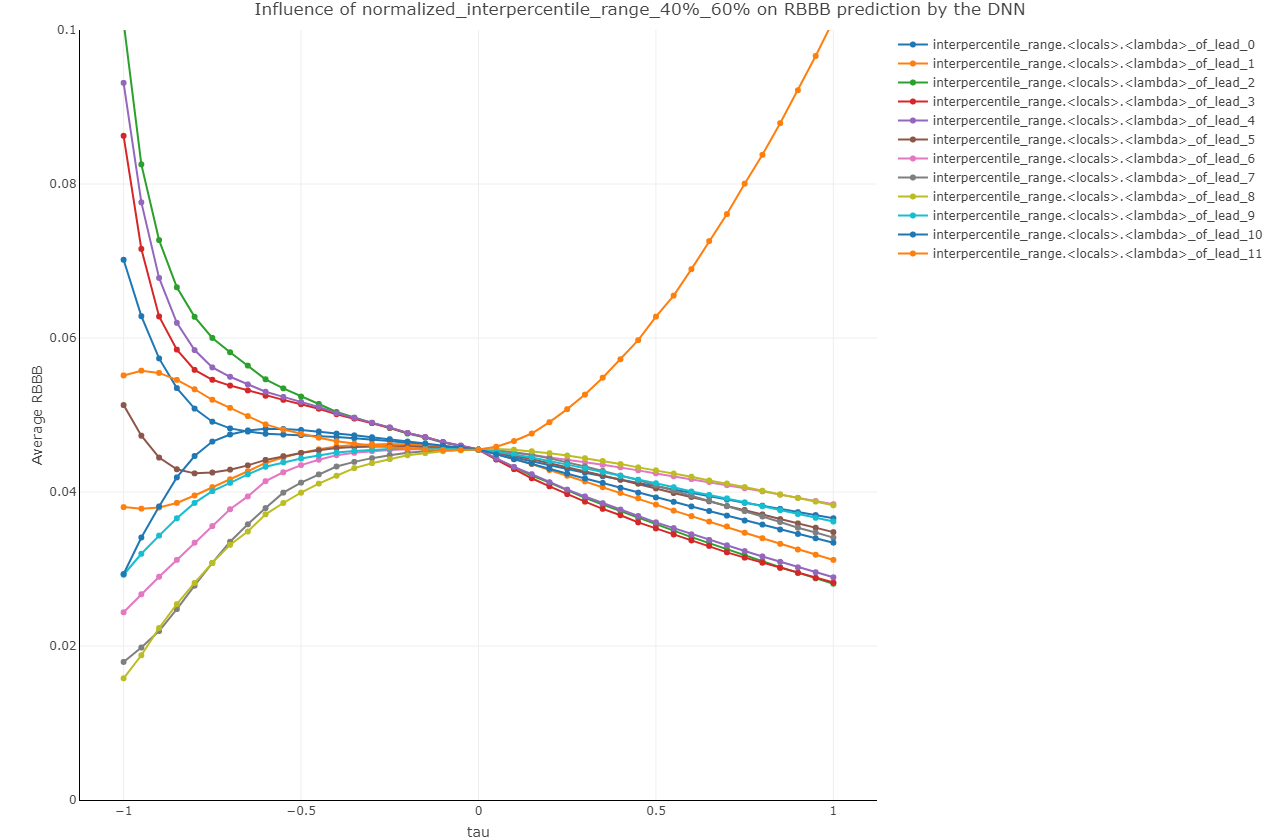 Influence of normalized_interpercentile_range_40%_60% on RBBB prediction by the DNN
0.1
0.08
0.06
0.04
0.02
0
Average RBBB
−1
−0.5
0
0.5
1
tau
interpercentile_range.<locals>.<lambda>_of_lead_0
interpercentile_range.<locals>.<lambda>_of_lead_1
interpercentile_range.<locals>.<lambda>_of_lead_2
interpercentile_range.<locals>.<lambda>_of_lead_3
interpercentile_range.<locals>.<lambda>_of_lead_4
interpercentile_range.<locals>.<lambda>_of_lead_5
interpercentile_range.<locals>.<lambda>_of_lead_6
interpercentile_range.<locals>.<lambda>_of_lead_7
interpercentile_range.<locals>.<lambda>_of_lead_8
interpercentile_range.<locals>.<lambda>_of_lead_9
interpercentile_range.<locals>.<lambda>_of_lead_10
interpercentile_range.<locals>.<lambda>_of_lead_11